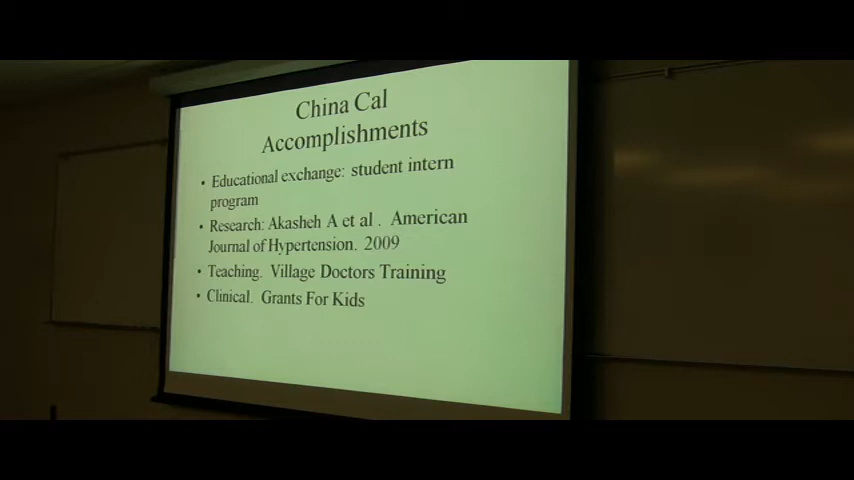 China Cal
Accomplishments
• Educational exchange: student intern
program
• Research: Akasheh A et al . American
Journal of Hypertension. 2009
• Teaching. Village Doctors Training
• Clinical. Grants For Kids